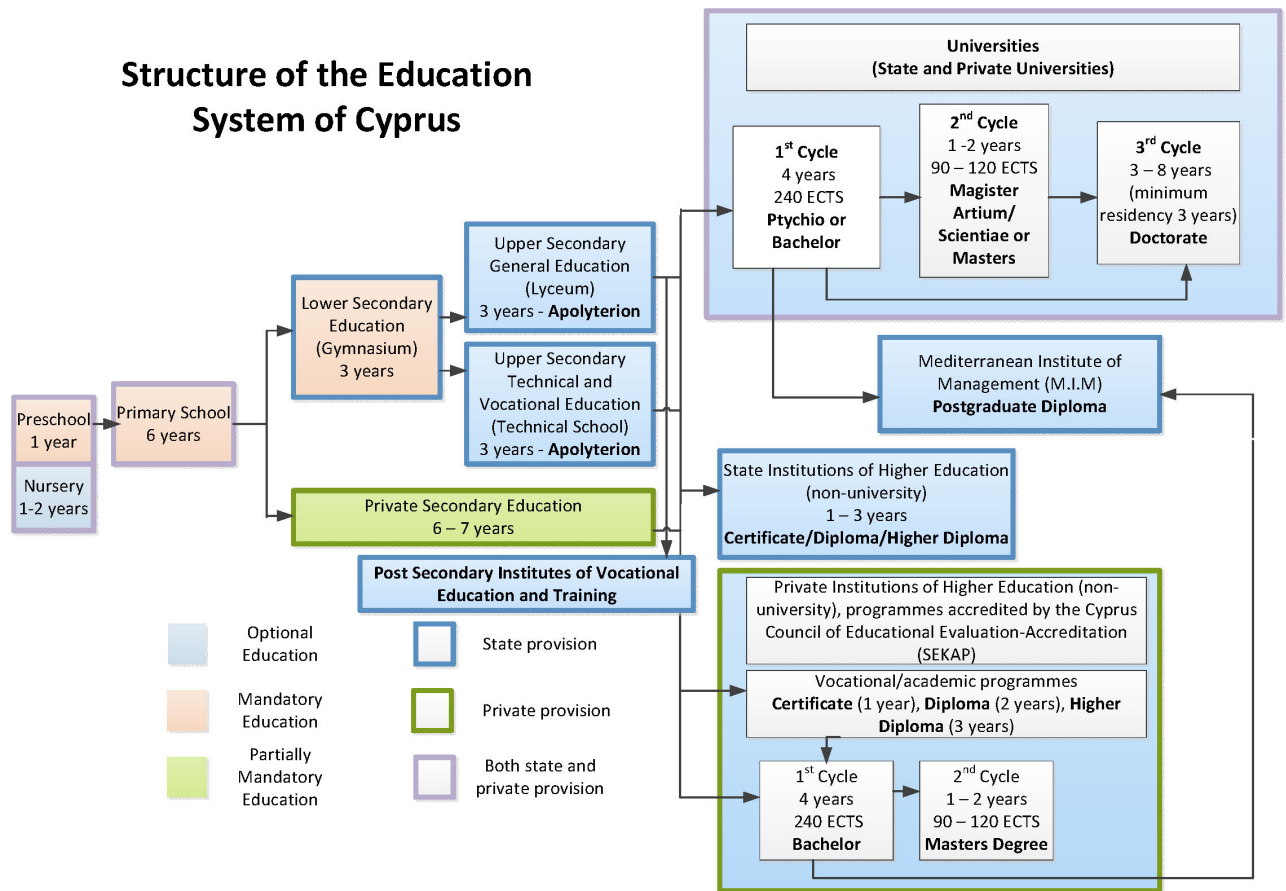 Structure of the Education
System of Cyprus
Universities
(State and Private Universities)
1st Cycle
4 years
240 ECTS
Ptychio or
Bachelor
2nd Cycle
1 -2 years
90 – 120 ECTS
Magister
Artium/
Scientiae or
Masters
3rd Cycle
3 – 8 years
(minimum
residency 3 years)
Doctorate
Upper Secondary
General Education
(Lyceum)
3 years - Apolyterion
Lower Secondary
Education
(Gymnasium)
3 years
Upper Secondary
Technical and
Vocational Education
(Technical School)
3 years - Apolyterion
Mediterranean Institute of
Management (M.I.M)
Postgraduate Diploma
Preschool
1 year
Nursery
1-2 years
Primary School
6 years
Private Secondary Education
6 – 7 years
State Institutions of Higher Education
(non-university)
1 – 3 years
Certificate/Diploma/Higher Diploma
Post Secondary Institutes of Vocational
Education and Training
Private Institutions of Higher Education (non-
university), programmes accredited by the Cyprus
Council of Educational Evaluation-Accreditation
(SEKAP)
Vocational/academic programmes
Certificate (1 year), Diploma (2 years), Higher
Diploma (3 years)
1st Cycle
4 years
240 ECTS
Bachelor
2nd Cycle
1 – 2 years
90 – 120 ECTS
Masters Degree
Optional
Education
State provision
Mandatory
Education
Private provision
Partially
Mandatory
Education
Both state and
private provision